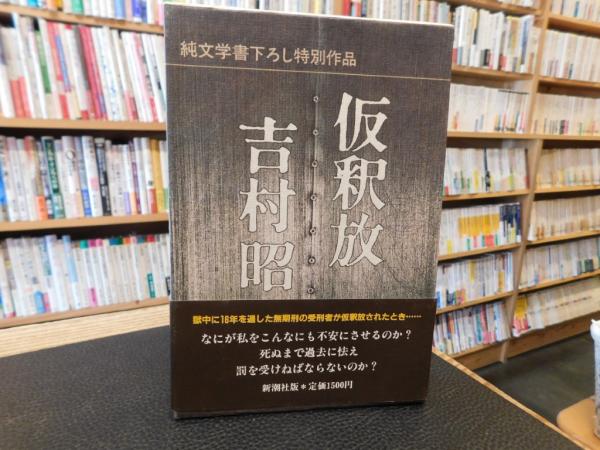 純文学書下ろし特別作品
仮釈放
吉村昭
獄中に16年を過した無期刑の受刑者が仮釈放されたとき……
なにが私をこんなにも不安にさせるのか?
死ぬまで過去に怯え
罰を受けねばならないのか?
新潮社版*定価1500円